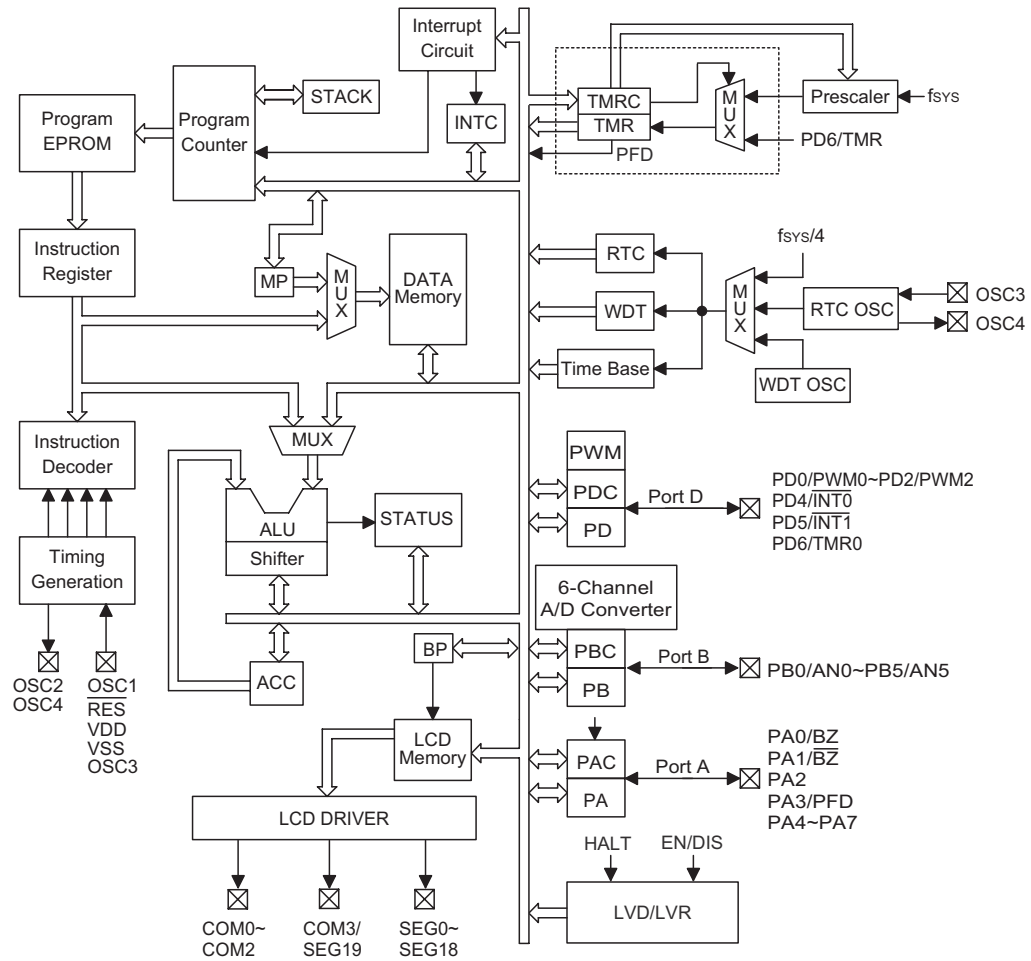 Interrupt
Circuit
STACK
Program
EPROM
Program
Counter
INTC
TMRC
TMR
PFD
MUX
Prescaler
fSYS
PD6/TMR
Instruction
Register
MP
MUX
DATA
Memory
RTC
WDT
Time Base
fSYS/4
MUX
RTC OSC
OSC3
OSC4
WDT OSC
Instruction
Decoder
MUX
ALU
Shifter
STATUS
PWM
PDC
PD
Port D
PD0/PWM0~PD2/PWM2
PD4/I̅N̅T̅0̅
PD5/I̅N̅T̅1̅
PD6/TMR0
Timing
Generation
OSC2
OSC4
OSC1
R̅E̅S̅
VDD
VSS
OSC3
ACC
BP
6-Channel
A/D Converter
PBC
PB
Port B
PB0/AN0~PB5/AN5
LCD
Memory
PAC
PA
Port A
PA0/BZ
PA1/B̅Z̅
PA2
PA3/PFD
PA4~PA7
LCD DRIVER
COM0~
COM2
COM3/
SEG19
SEG0~
SEG18
HALT
EN/DIS
LVD/LVR